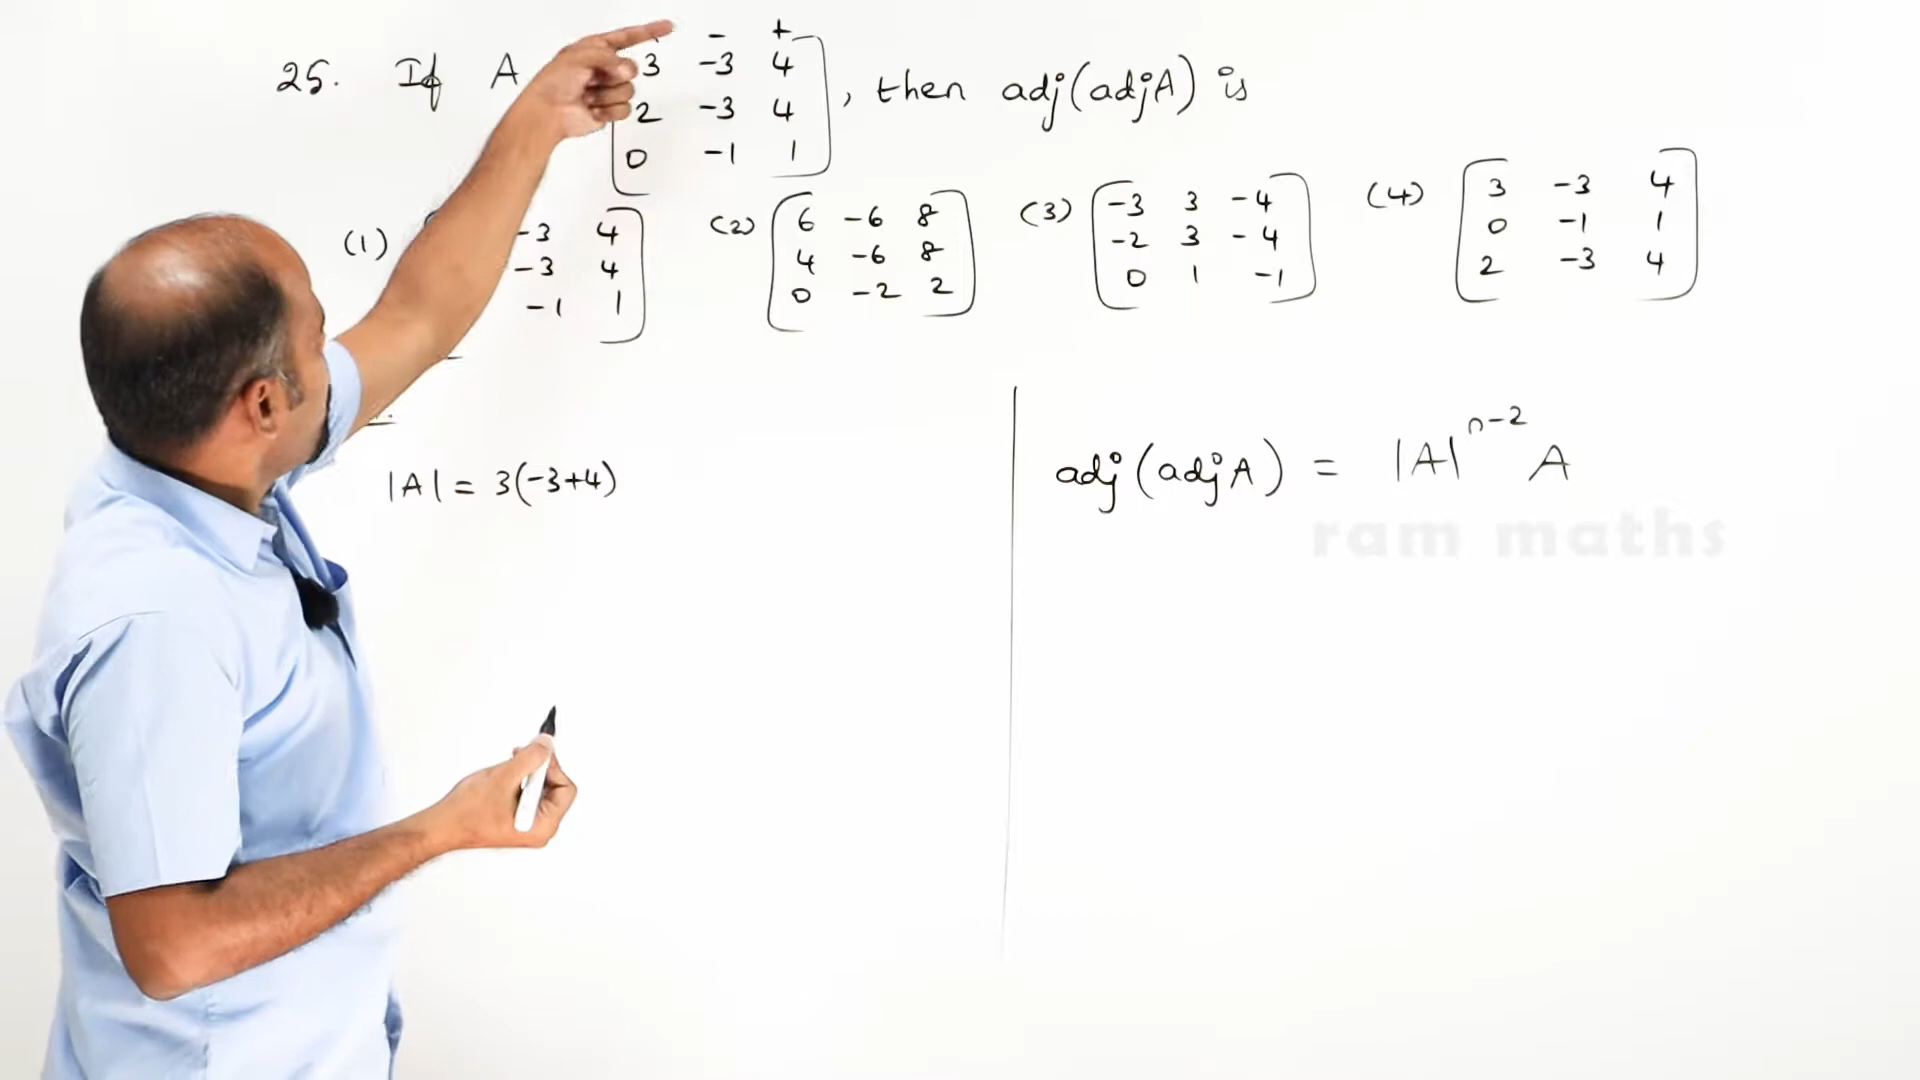 - +
25. If A 3 -3 4 , then adj(adjA) is
2 -3 4
0 -1 1
(1) -3 4 (2) 6 -6 8 (3) -3 3 -4 (4) 3 -3 4
-3 4 4 -6 8 -2 3 -4 0 -1 1
-1 1 0 -2 2 0 1 -1 2 -3 4
|A| = 3(-3+4)
adj(adjA) = |A|^{n-2} A
ram maths